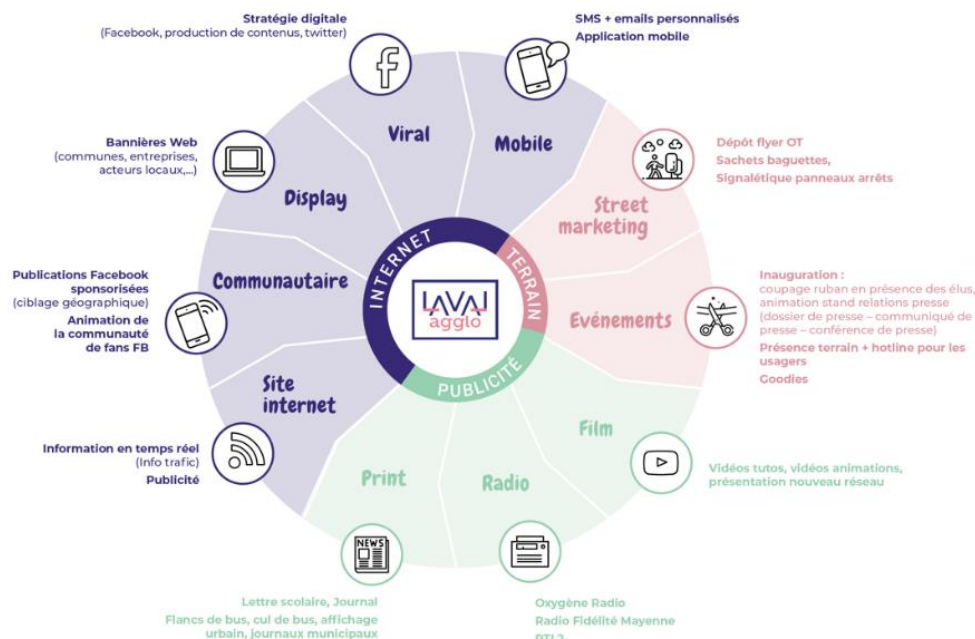 Stratégie digitale
(Facebook, production de contenus, twitter)
SMS + emails personnalisés
Application mobile
Viral
Mobile
Bannières Web
(communes, entreprises,
acteurs locaux,...)
Display
Dépôt flyer OT
Sachets baguettes,
Signalétique panneaux arrêts
Street
marketing
Publications Facebook
sponsorisées
(ciblage géographique)
Animation de
la communauté
de fans FB
Communautaire
INTERNET
TERRAIN
PUBLICITÉ
LAVAL
agglo
Evénements
Inauguration :
coupage ruban en présence des élus,
animation stand relations presse
(dossier de presse – communiqué de
presse – conférence de presse)
Présence terrain + hotline pour les
usagers
Goodies
Site
internet
Information en temps réel
(Info trafic)
Publicité
Film
Vidéos tutos, vidéos animations,
présentation nouveau réseau
Print
Radio
NEWS
Lettre scolaire, Journal
Flancs de bus, cul de bus, affichage
urbain, journaux municipaux
Oxygène Radio
Radio Fidélité Mayenne
RTL2